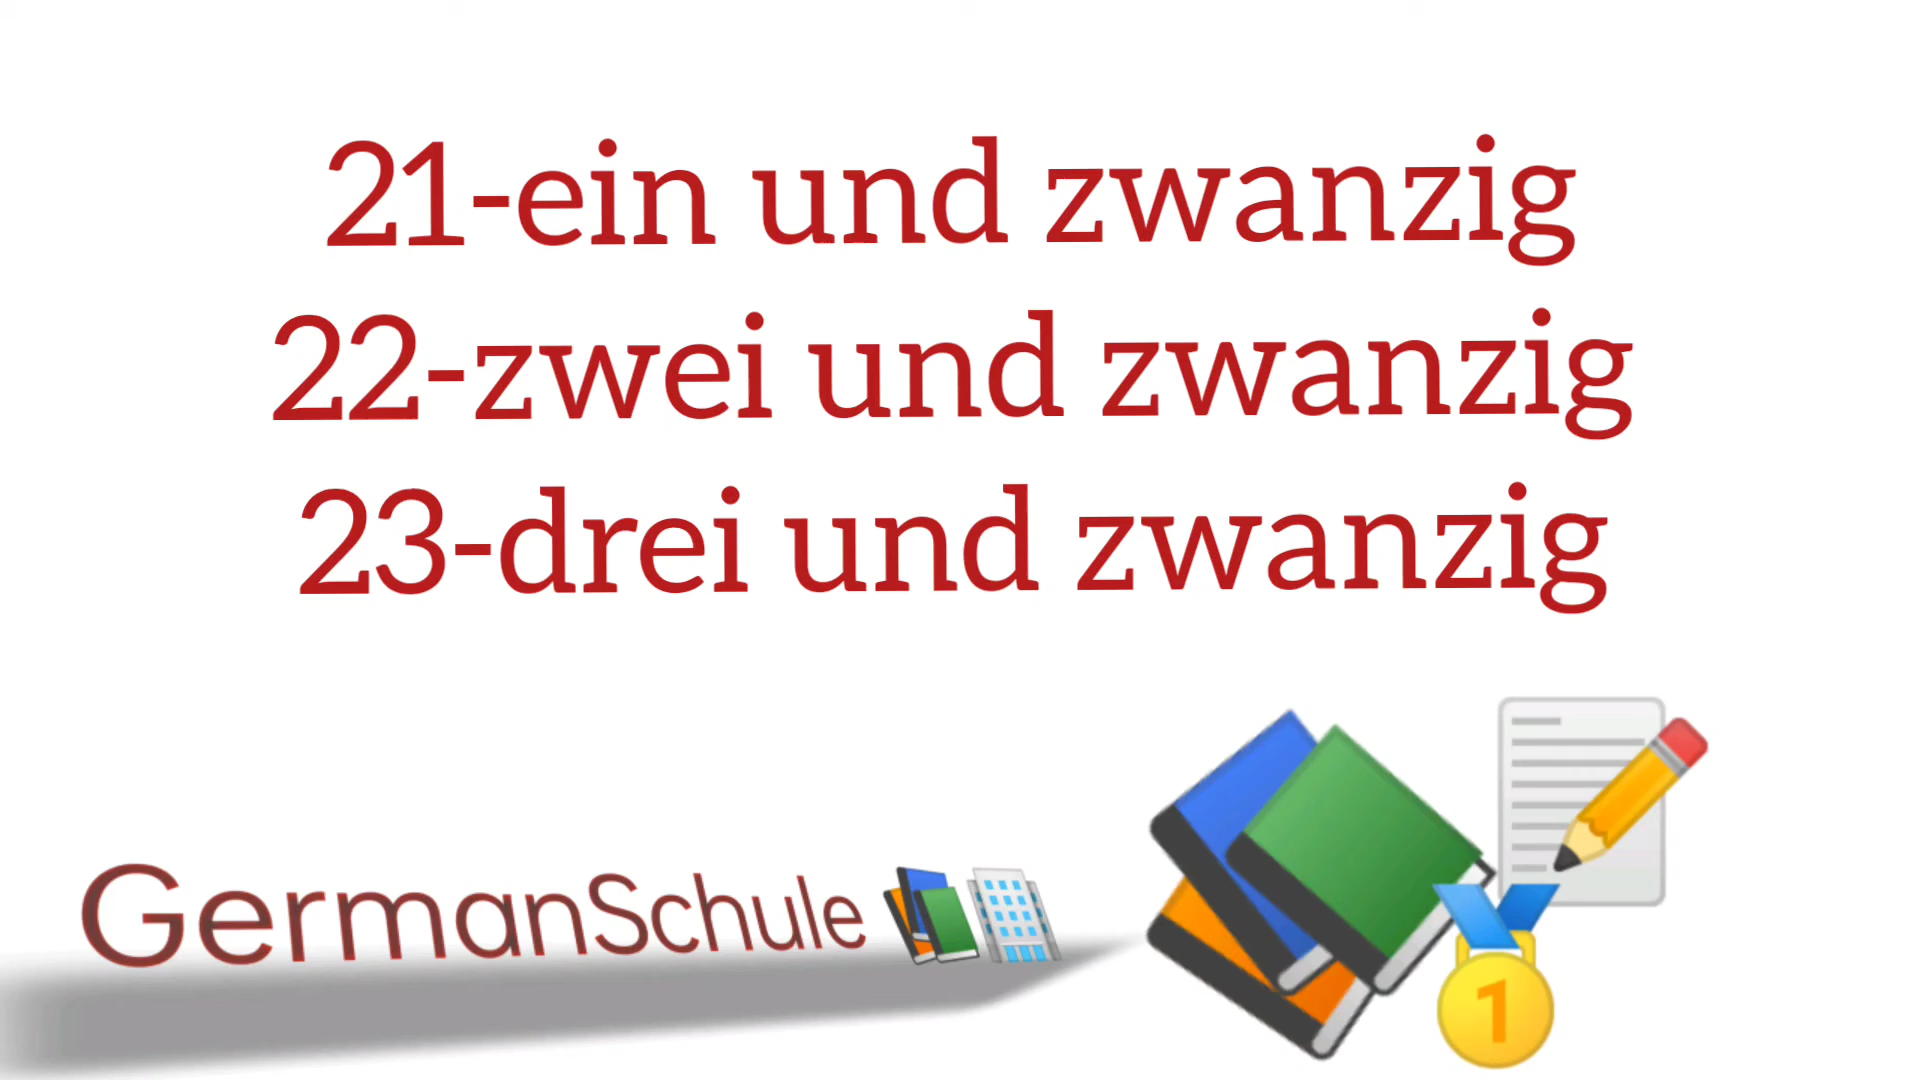 21-ein und zwanzig
22-zwei und zwanzig
23-drei und zwanzig
GermanSchule
1